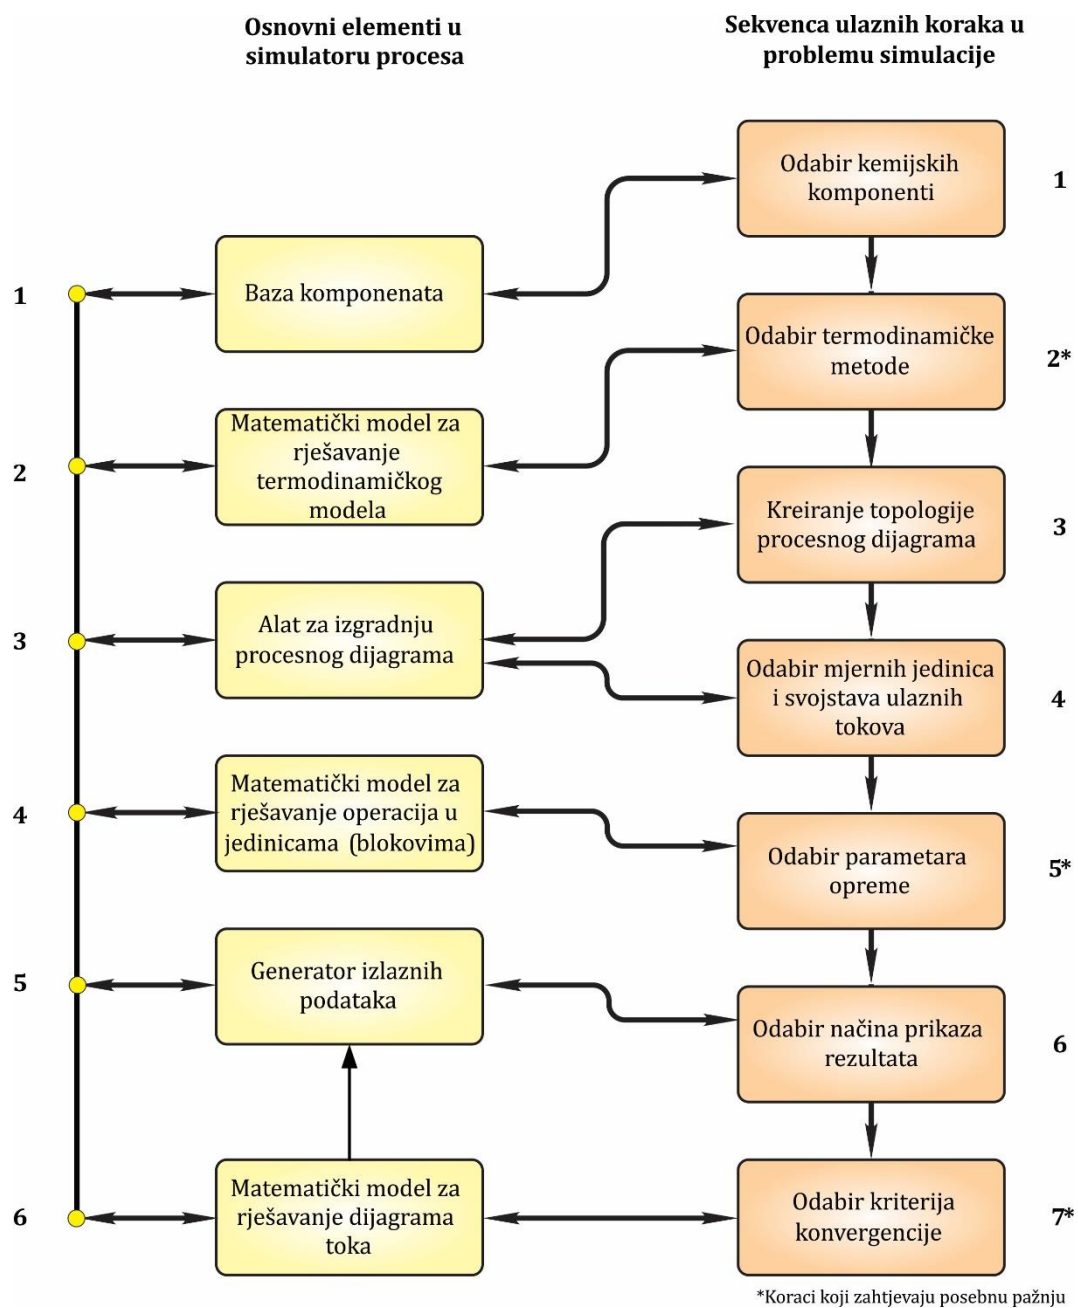 Osnovni elementi u
simulatoru procesa
Sekvenca ulaznih koraka u
problemu simulacije
Odabir kemijskih
komponenti
1
1
Baza komponenata
Odabir termodinamičke
metode
2*
2
Matematički model za
rješavanje
termodinamičkog
modela
Kreiranje topologije
procesnog dijagrama
3
3
Alat za izgradnju
procesnog dijagrama
Odabir mjernih jedinica
i svojstava ulaznih
tokova
4
4
Matematički model za
rješavanje operacija u
jedinicama (blokovima)
Odabir parametara
opreme
5*
5
Generator izlaznih
podataka
Odabir načina prikaza
rezultata
6
6
Matematički model za
rješavanje dijagrama
toka
Odabir kriterija
konvergencije
7*
*Koraci koji zahtjevaju posebnu pažnju